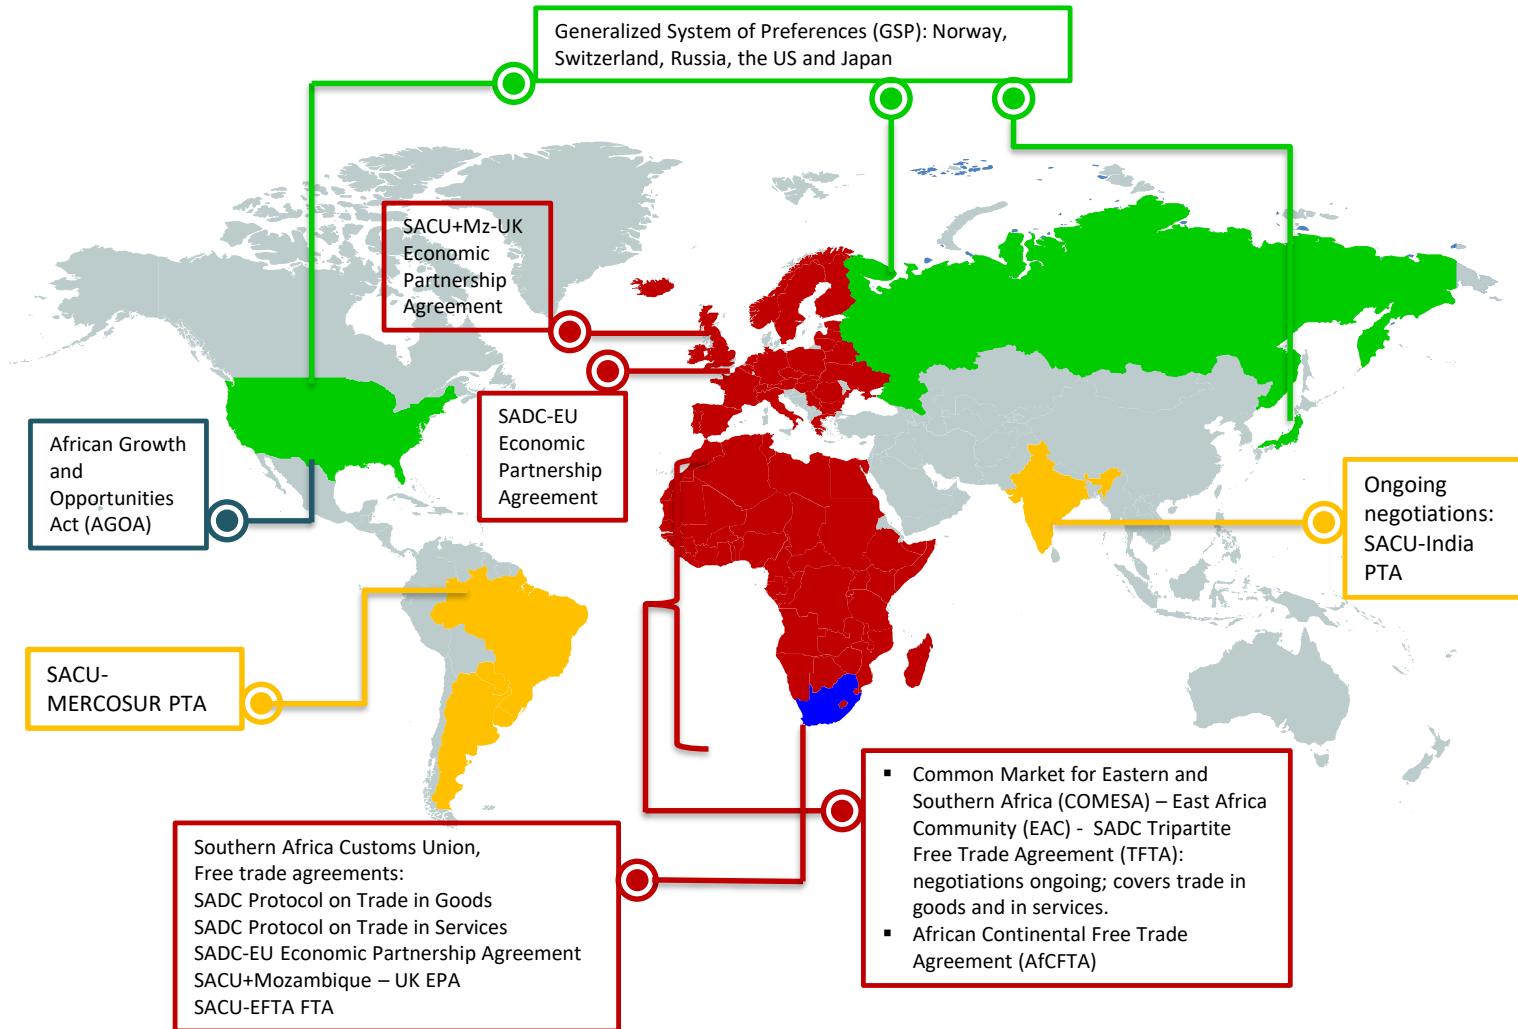 Generalized System of Preferences (GSP): Norway,
Switzerland, Russia, the US and Japan
SACU+Mz-UK
Economic
Partnership
Agreement
SADC-EU
Economic
Partnership
Agreement
African Growth
and
Opportunities
Act (AGOA)
Ongoing
negotiations:
SACU-India
PTA
SACU-
MERCOSUR PTA
▪ Common Market for Eastern and
Southern Africa (COMESA) – East Africa
Community (EAC) - SADC Tripartite
Free Trade Agreement (TFTA):
negotiations ongoing; covers trade in
goods and in services.
▪ African Continental Free Trade
Agreement (AfCFTA)
Southern Africa Customs Union,
Free trade agreements:
SADC Protocol on Trade in Goods
SADC Protocol on Trade in Services
SADC-EU Economic Partnership Agreement
SACU+Mozambique – UK EPA
SACU-EFTA FTA